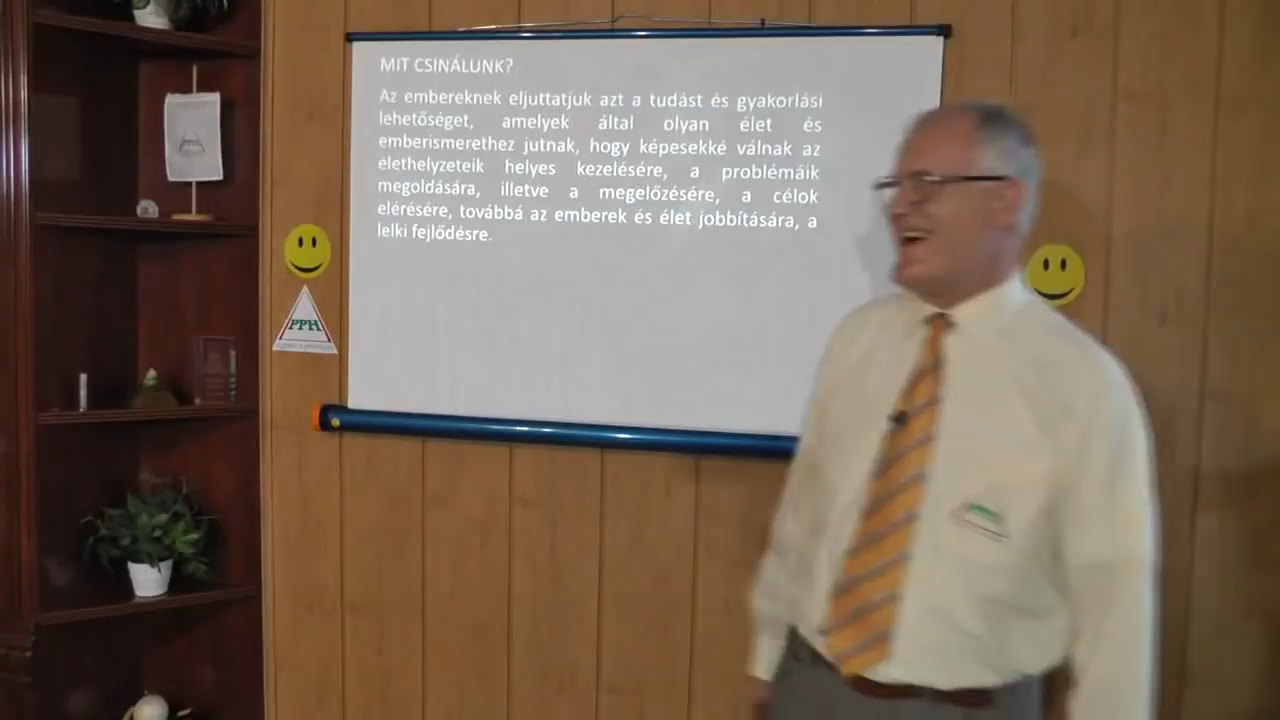 MIT CSINÁLUNK?
Az embereknek eljuttatjuk azt a tudást és gyakorlási
lehetőséget, amelyek által olyan élet és
emberismerethez jutnak, hogy képesekké válnak az
élethelyzeteik helyes kezelésére, a problémáik
megoldására, illetve a megelőzésére, a célok
elérésére, továbbá az emberek és élet jobbítására, a
lelki fejlődésre.
PPH